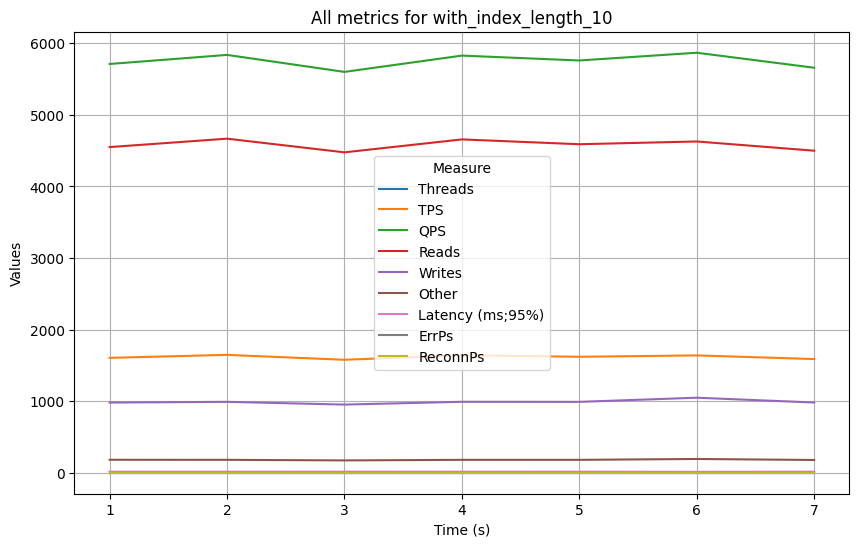 All metrics for with_index_length_10
6000
5000
4000
3000
2000
1000
0
Values
Measure
Threads
TPS
QPS
Reads
Writes
Other
Latency (ms;95%)
ErrPs
ReconnPs
1 2 3 4 5 6 7
Time (s)